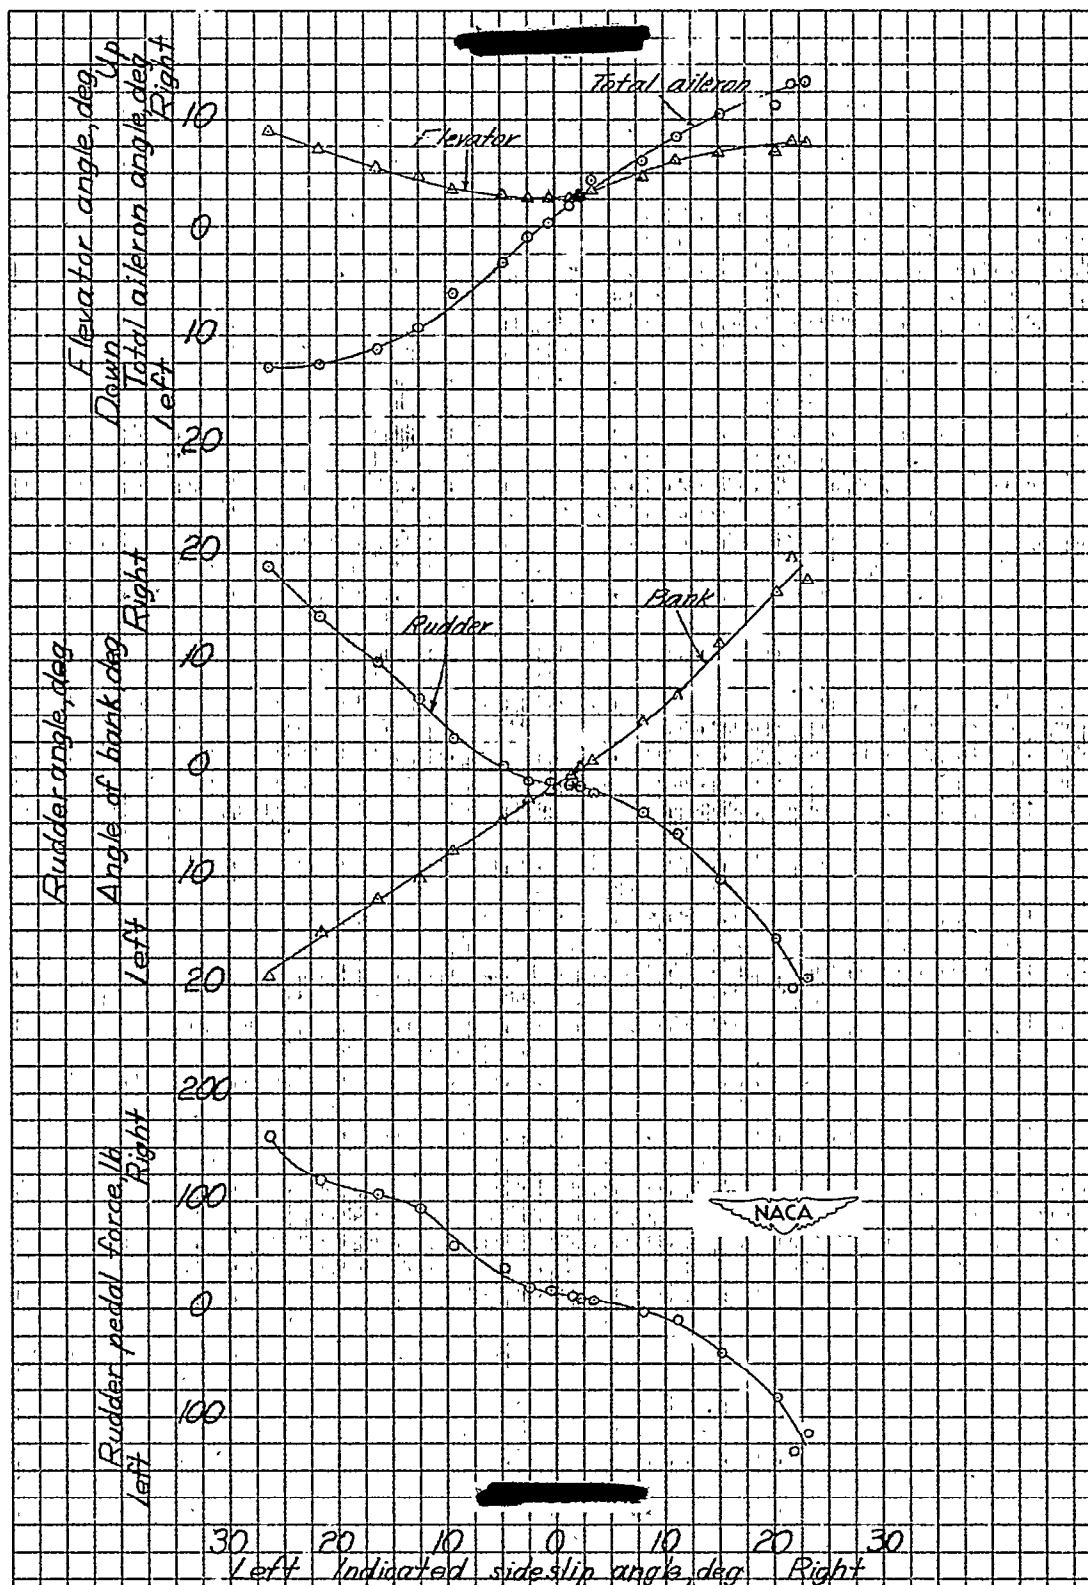 Elevator angle, deg
Down Up
Total aileron angle, deg
Left Right
10
0
10
20
Total aileron
Elevator
Rudder angle, deg
Angle of bank, deg
Left Right
20
10
0
10
20
Rudder
Bank
Rudder pedal force, lb
Left Right
200
100
0
100
NACA
30 20 10 0 10 20 30
Left Indicated sideslip angle, deg Right